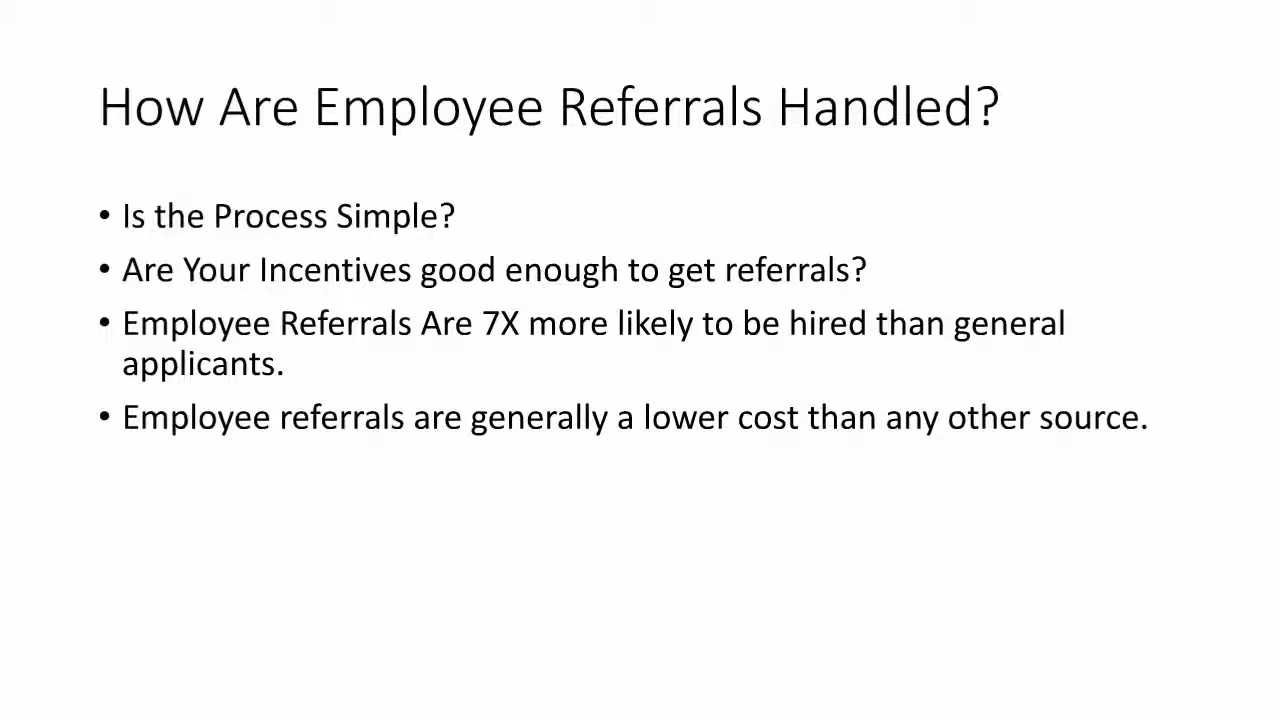 How Are Employee Referrals Handled?
• Is the Process Simple?
• Are Your Incentives good enough to get referrals?
• Employee Referrals Are 7X more likely to be hired than general
applicants.
• Employee referrals are generally a lower cost than any other source.